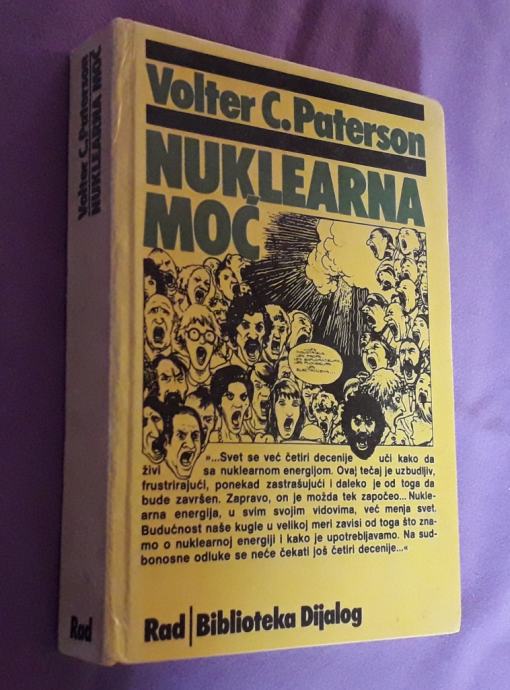 Volter C. Paterson
NUKLEARNA MOĆ
Volter C. Paterson
NUKLEARNA
MOĆ
»...Svet se već četiri decenije uči kako da
živi sa nuklearnom energijom. Ovaj tečaj je uzbudljiv,
frustrirajući, ponekad zastrašujući i daleko je od toga da
bude završen. Zapravo, on je možda tek započeo... Nukle-
arna energija, u svim svojim vidovima, već menja svet.
Budućnost naše kugle u velikoj meri zavisi od toga što zna-
mo o nuklearnoj energiji i kako je upotrebljavamo. Na sud-
bonosne odluke se neće čekati još četiri decenije...«
Rad
Rad | Biblioteka Dijalog